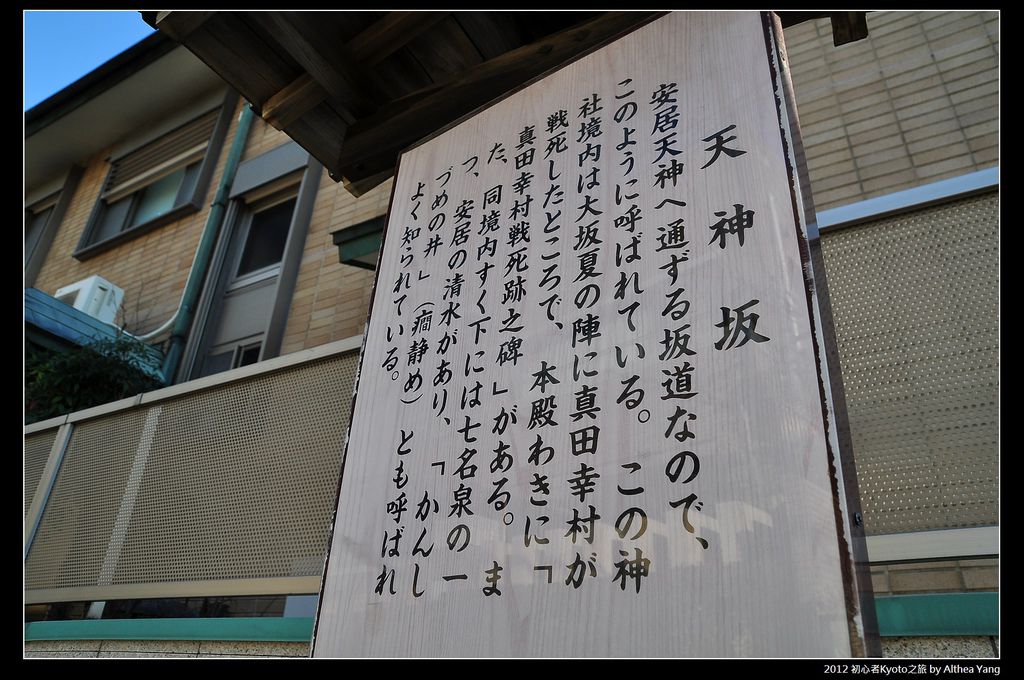 天神坂
安居天神へ通ずる坂道なので、
このように呼ばれている。この神
社境内は大坂夏の陣に真田幸村が
戦死したところで、本殿わきに「
真田幸村戦死跡之碑」がある。ま
た、同境内すく下には七名泉の一
つ、安居の清水があり、「かんし
づめの井」（癇静め）とも呼ばれ
よく知られている。
2012 初心者Kyoto之旅 by Althea Yang